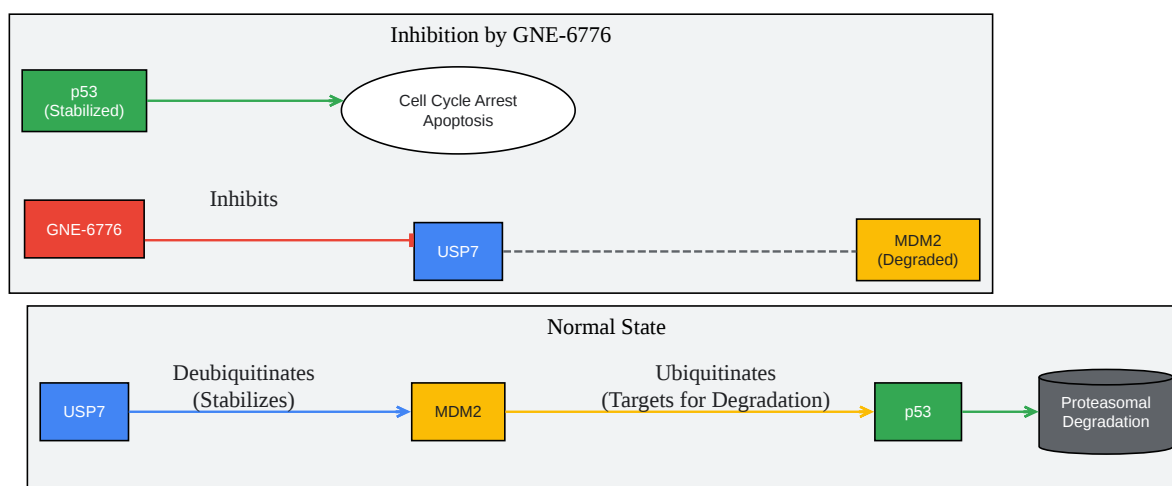 Inhibition by GNE-6776
p53
(Stabilized)
Cell Cycle Arrest
Apoptosis
Inhibits
GNE-6776
USP7
MDM2
(Degraded)
Normal State
Deubiquitinates
(Stabilizes)
Ubiquitinates
(Targets for Degradation)
USP7
MDM2
p53
Proteasomal
Degradation